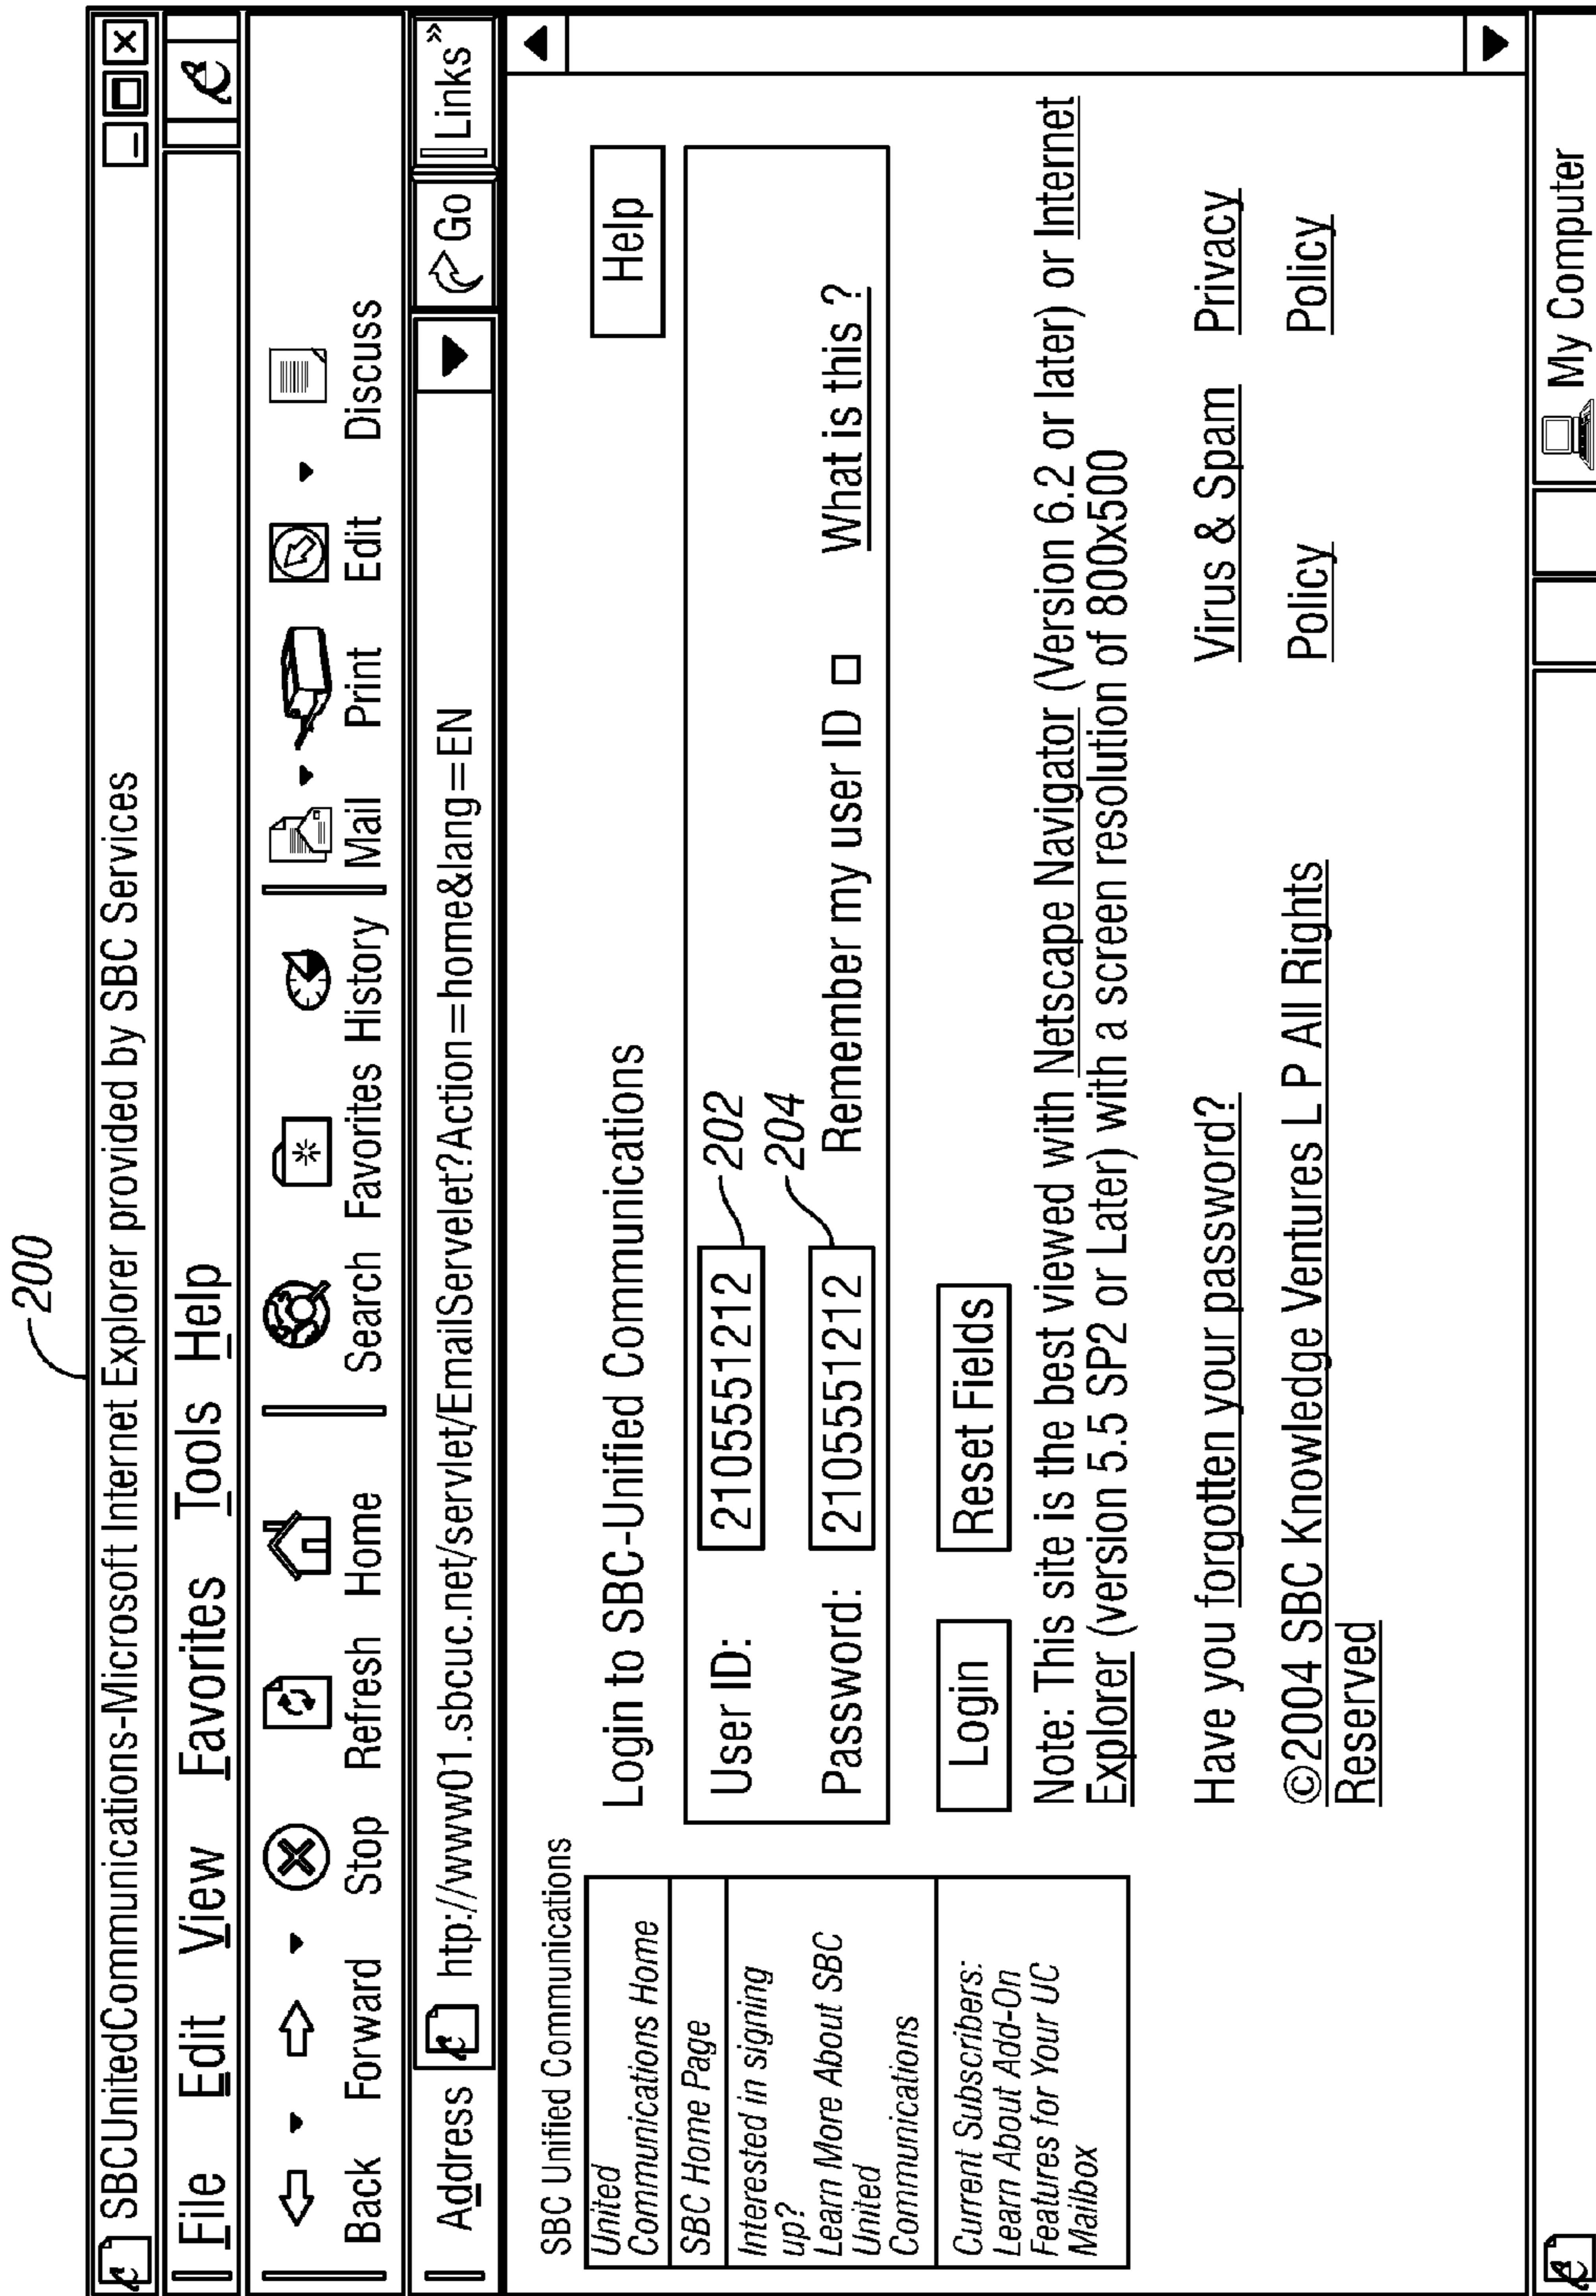 200
SBCUnitedCommunications-Microsoft Internet Explorer provided by SBC Services
File Edit View Favorites Tools Help
Back Forward Stop Refresh Home Search Favorites History Mail Print Edit Discuss
Address http://www01.sbcuc.net/servlet/EmailServelet?Action=home&lang=EN Go Links »
SBC Unified Communications
United
Communications Home
SBC Home Page
Interested in signing
up?
Learn More About SBC
United
Communications
Current Subscribers:
Learn About Add-On
Features for Your UC
Mailbox
Login to SBC-Unified Communications
Help
User ID: 2105551212 202
204
Password: 2105551212 Remember my user ID What is this ?
Login Reset Fields
Note: This site is the best viewed with Netscape Navigator (Version 6.2 or later) or Internet
Explorer (version 5.5 SP2 or Later) with a screen resolution of 800x500
Have you forgotten your password? Virus & Spam Privacy
©2004 SBC Knowledge Ventures L P All Rights Policy Policy
Reserved
My Computer